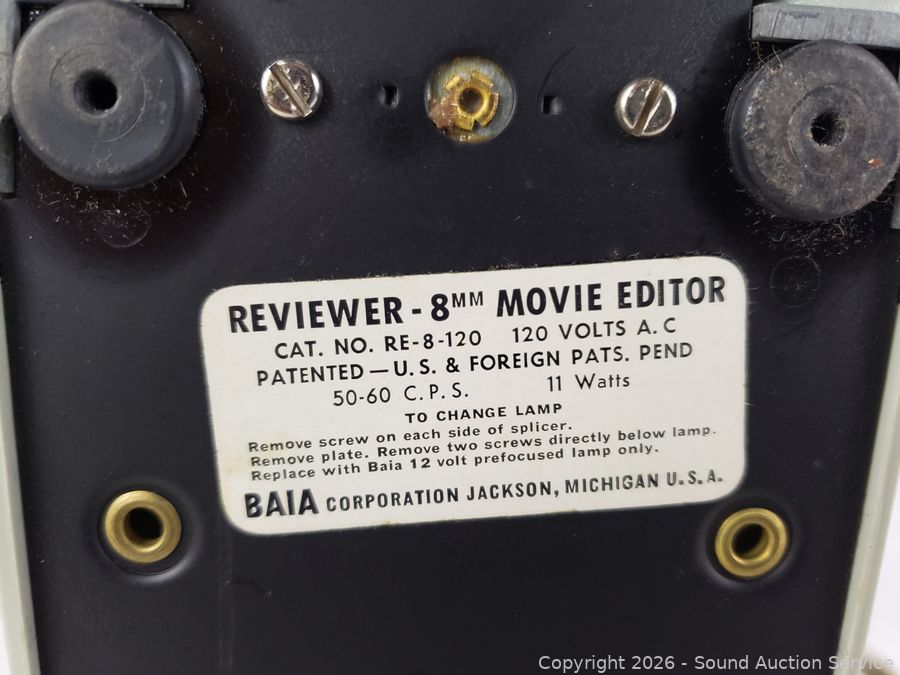 REVIEWER - 8MM MOVIE EDITOR
CAT. NO. RE-8-120 120 VOLTS A.C
PATENTED — U.S. & FOREIGN PATS. PEND
50-60 C.P.S. 11 Watts
TO CHANGE LAMP
Remove screw on each side of splicer.
Remove plate. Remove two screws directly below lamp.
Replace with Baia 12 volt prefocused lamp only.
BAIA CORPORATION JACKSON, MICHIGAN U.S.A.
Copyright 2026 - Sound Auction Service